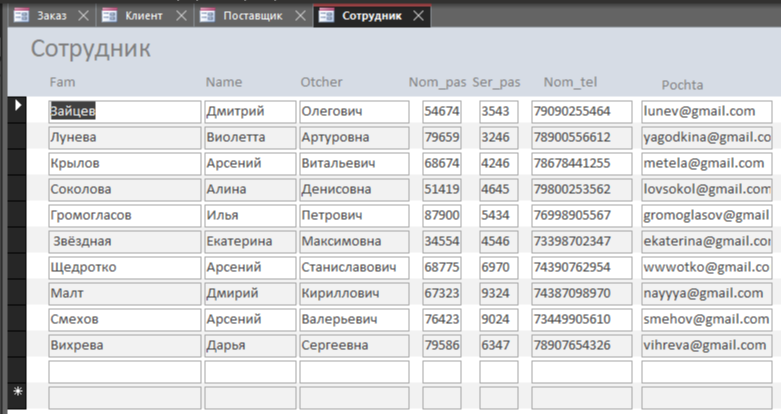 Заказ Клиент Поставщик Сотрудник
Сотрудник
Fam Name Otcher Nom_pas Ser_pas Nom_tel Pochta
Зайцев Дмитрий Олегович 54674 3543 79090255464 lunev@gmail.com
Лунева Виолетта Артуровна 79659 3246 78900556612 yagodkina@gmail.co
Крылов Арсений Витальевич 68674 4246 78678441255 metela@gmail.com
Соколова Алина Денисовна 51419 4645 79800253562 lovsokol@gmail.com
Громогласов Илья Петрович 87900 5434 76998905567 gromoglasov@gmail
Звёздная Екатерина Максимовна 34554 4546 73398702347 ekaterina@gmail.co
Щедротко Арсений Станиславович 68775 6970 74390762954 wwwotko@gmail.co
Малт Дмирий Кириллович 67323 9324 74387098970 nayyya@gmail.com
Смехов Арсений Валерьевич 76423 9024 73449905610 smehov@gmail.com
Вихрева Дарья Сергеевна 79586 6347 78907654326 vihreva@gmail.com